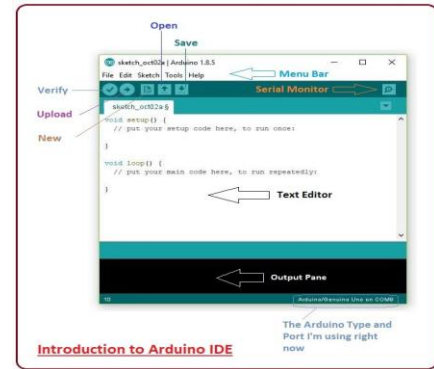 Open
Save
sketch_oct02a | Arduino 1.8.5
File Edit Sketch Tools Help
Menu Bar
Verify
Serial Monitor
Upload
sketch_oct02a §
New
void setup() {
// put your setup code here, to run once:
}
void loop() {
// put your main code here, to run repeatedly:
}
Text Editor
Output Pane
10
Arduino/Genuino Uno on COM8
The Arduino Type and
Port I'm using right
now
Introduction to Arduino IDE